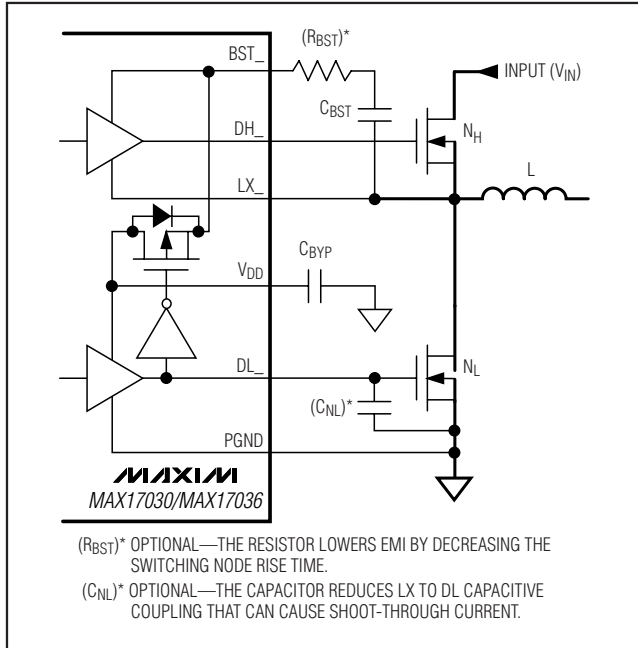 BST_
(RBST)*
INPUT (VIN)
CBST
DH_
NH
LX_
L
CBYP
VDD
DL_
NL
(CNL)*
PGND
MAXIM
MAX17030/MAX17036
(RBST)* OPTIONAL—THE RESISTOR LOWERS EMI BY DECREASING THE
SWITCHING NODE RISE TIME.
(CNL)* OPTIONAL—THE CAPACITOR REDUCES LX TO DL CAPACITIVE
COUPLING THAT CAN CAUSE SHOOT-THROUGH CURRENT.